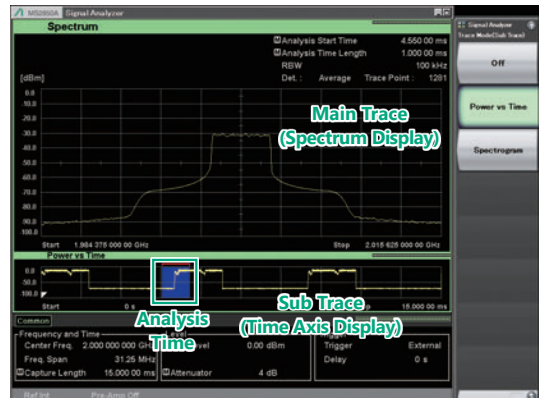 MS2850A Signal Analyzer
Spectrum
Analysis Start Time 4.550 00 ms
Analysis Time Length 1.000 00 ms
RBW 100 kHz
[dBm] Det. : Average Trace Point : 1281
0.0
-10.0
-20.0
-30.0
-40.0
-50.0
-60.0
-70.0
-80.0
-90.0
-100.0
Main Trace
(Spectrum Display)
Start 1.984 375 000 00 GHz Stop 2.015 625 000 00 GHz
Power vs Time
0.0
-50.0
-100.0
Start 0 s 15.000 00 ms
Analysis
Time
Sub Trace
(Time Axis Display)
Common
Frequency and Time
Center Freq. 2.000 000 000 GHz
Freq. Span 31.25 MHz
Capture Length 15.000 00 ms
Level
0.00 dBm
Attenuator 4 dB
Trigger
Trigger External
Delay 0 s
Ref.Int Pre-Amp Off
Signal Analyzer
Trace Mode(Sub Trace)
Off
Power vs Time
Spectrogram